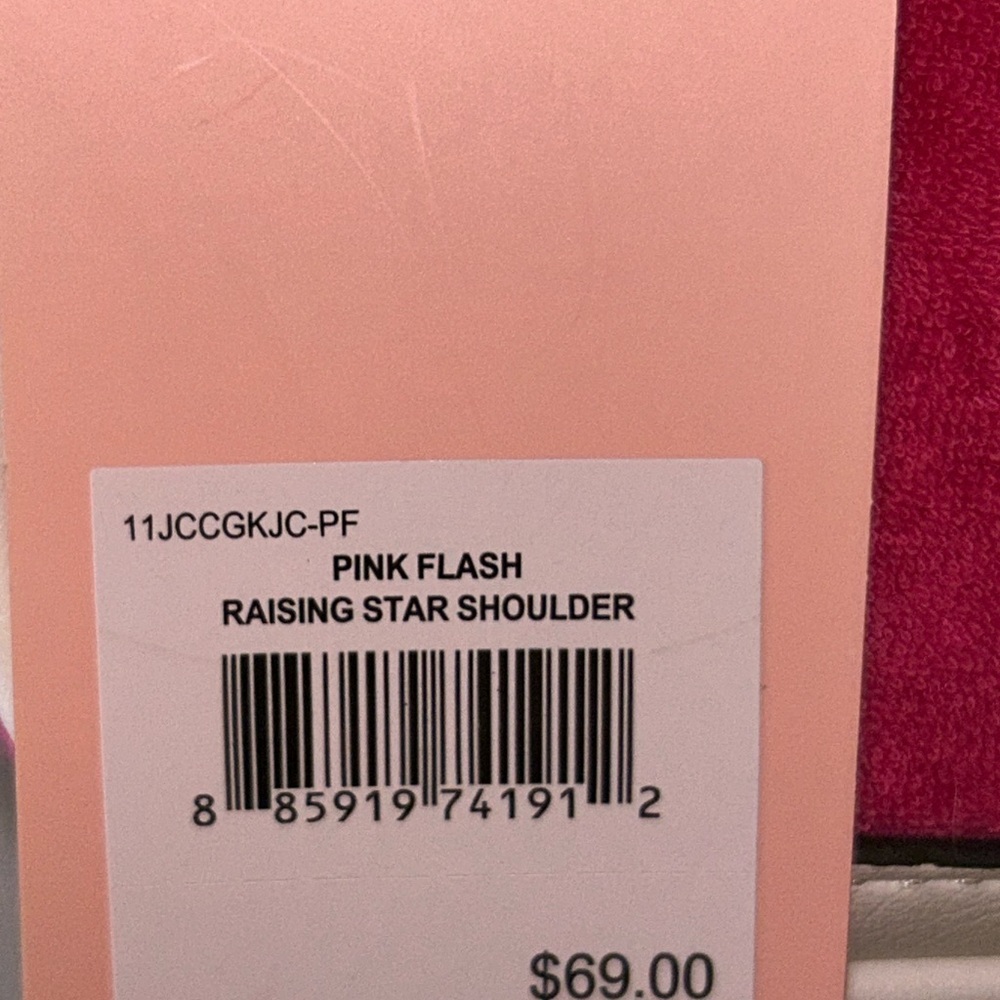 11JCCGKJC-PF
PINK FLASH
RAISING STAR SHOULDER
8 85919 74191 2
$69.00